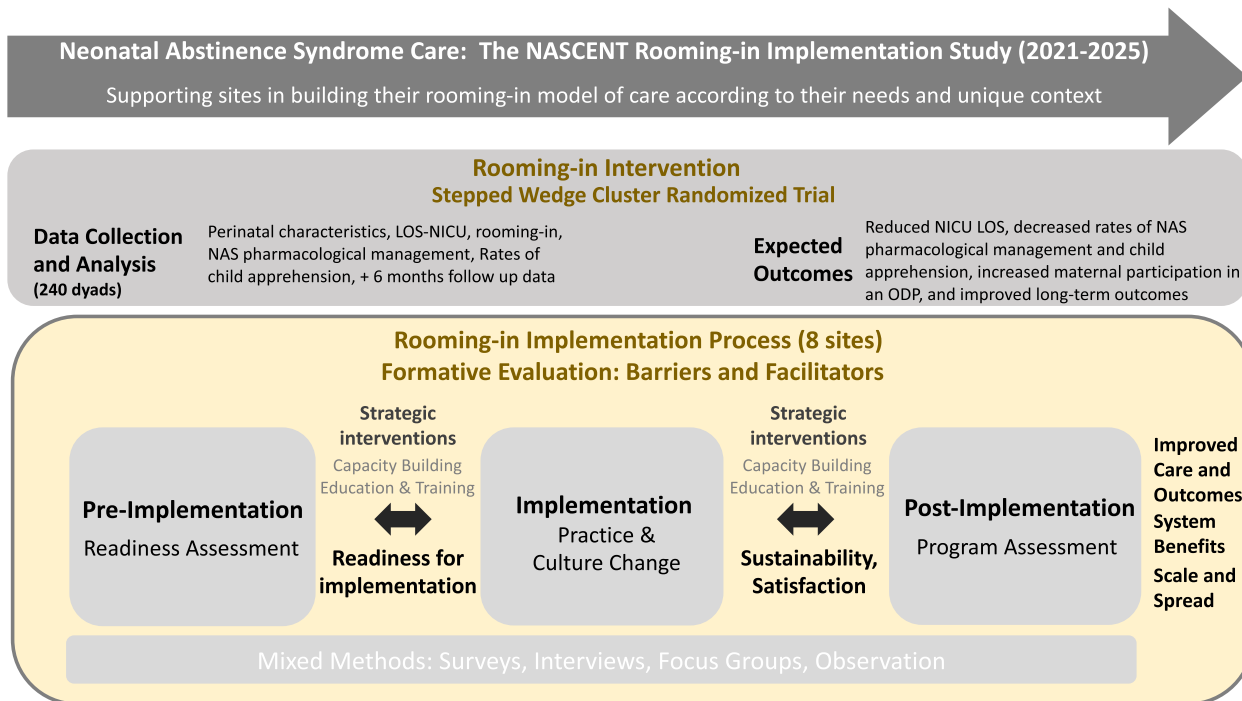 Neonatal Abstinence Syndrome Care:  The NASCENT Rooming-in Implementation Study (2021-2025)
Supporting sites in building their rooming-in model of care according to their needs and unique context
Rooming-in Intervention
Stepped Wedge Cluster Randomized Trial
Data Collection
and Analysis
(240 dyads)
Perinatal characteristics, LOS-NICU, rooming-in,
NAS pharmacological management, Rates of
child apprehension, + 6 months follow up data
Expected
Outcomes
Reduced NICU LOS, decreased rates of NAS
pharmacological management and child
apprehension, increased maternal participation in
an ODP, and improved long-term outcomes
Rooming-in Implementation Process (8 sites)
Formative Evaluation: Barriers and Facilitators
Pre-Implementation
Readiness Assessment
Strategic
interventions
Capacity Building
Education & Training
Readiness for
implementation
Implementation
Practice &
Culture Change
Strategic
interventions
Capacity Building
Education & Training
Sustainability,
Satisfaction
Post-Implementation
Program Assessment
Improved
Care and
Outcomes
System
Benefits
Scale and
Spread
Mixed Methods: Surveys, Interviews, Focus Groups, Observation